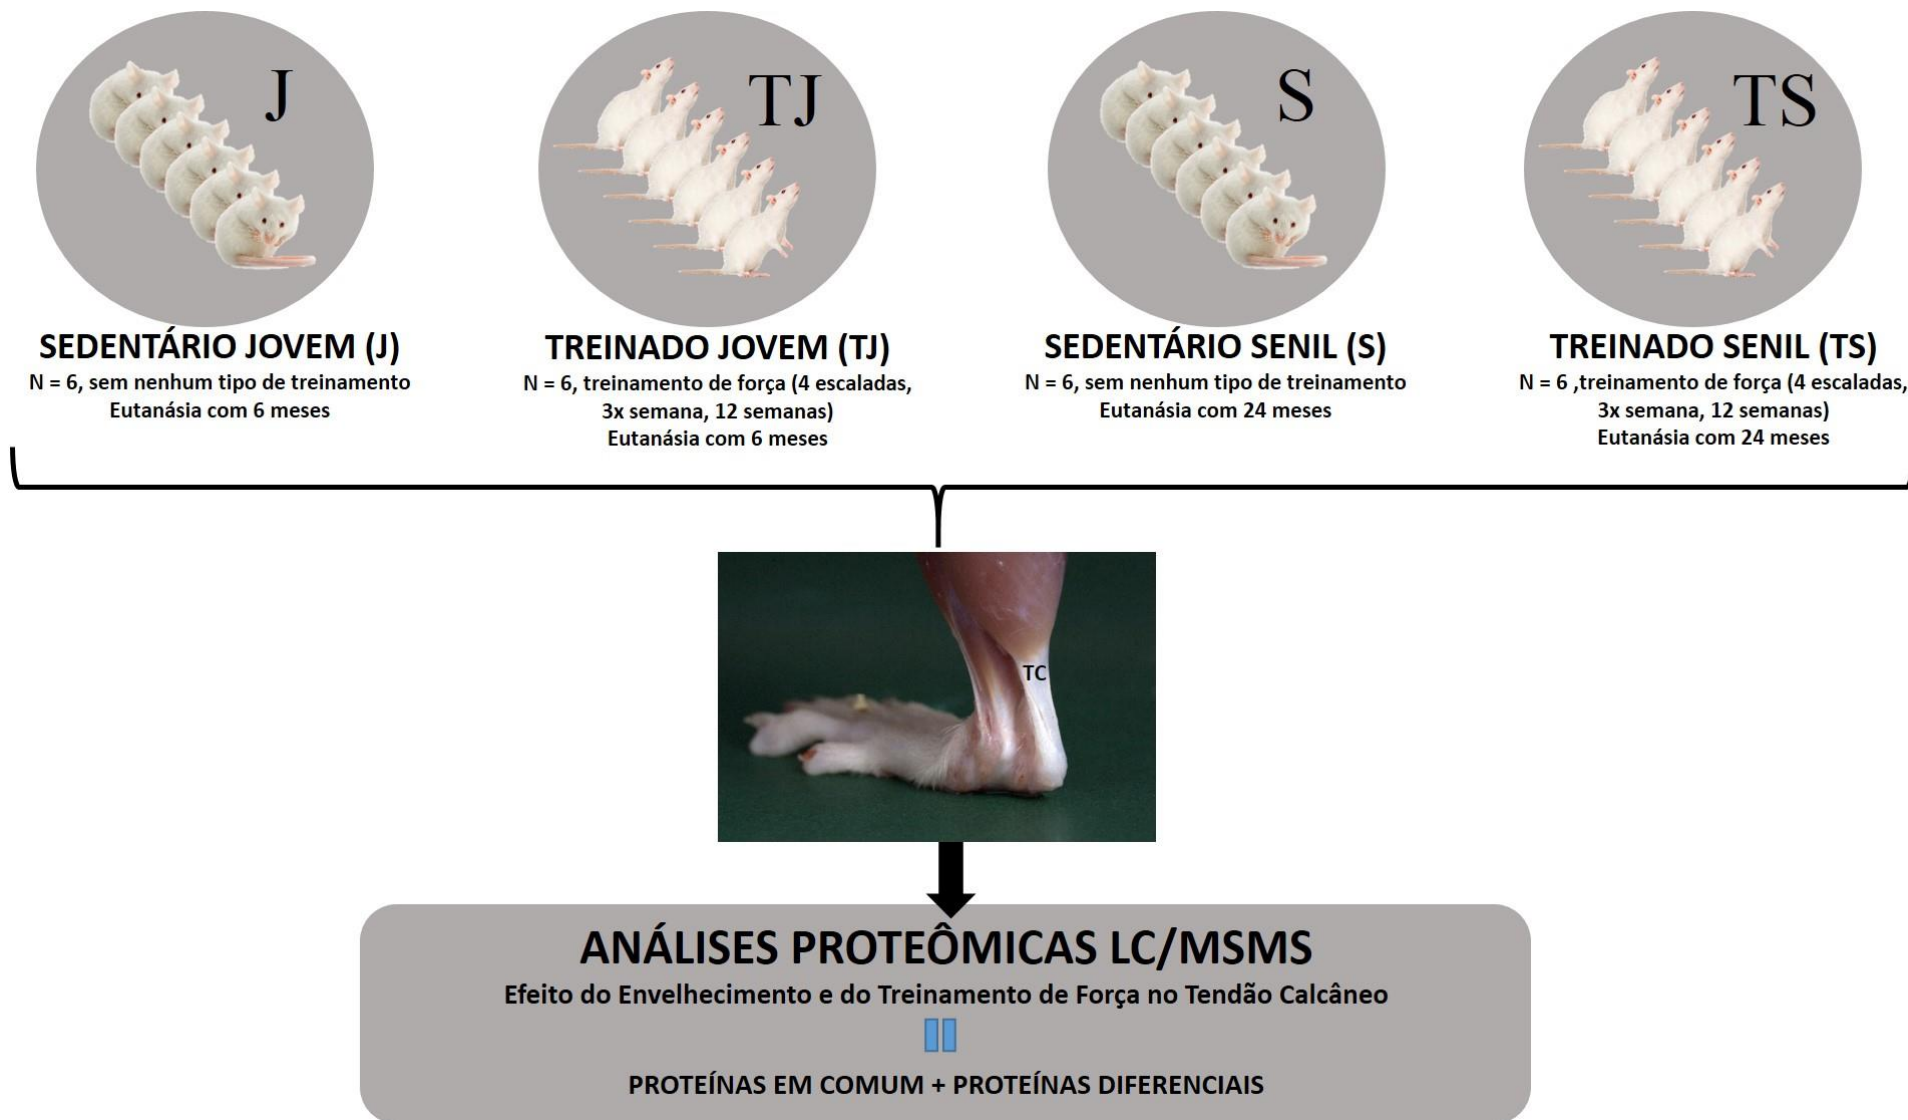 J
TJ
S
TS
SEDENTÁRIO JOVEM (J)
N = 6, sem nenhum tipo de treinamento
Eutanásia com 6 meses
TREINADO JOVEM (TJ)
N = 6, treinamento de força (4 escaladas,
3x semana, 12 semanas)
Eutanásia com 6 meses
SEDENTÁRIO SENIL (S)
N = 6, sem nenhum tipo de treinamento
Eutanásia com 24 meses
TREINADO SENIL (TS)
N = 6 ,treinamento de força (4 escaladas,
3x semana, 12 semanas)
Eutanásia com 24 meses
TC
ANÁLISES PROTEÔMICAS LC/MSMS
Efeito do Envelhecimento e do Treinamento de Força no Tendão Calcâneo
PROTEÍNAS EM COMUM + PROTEÍNAS DIFERENCIAIS